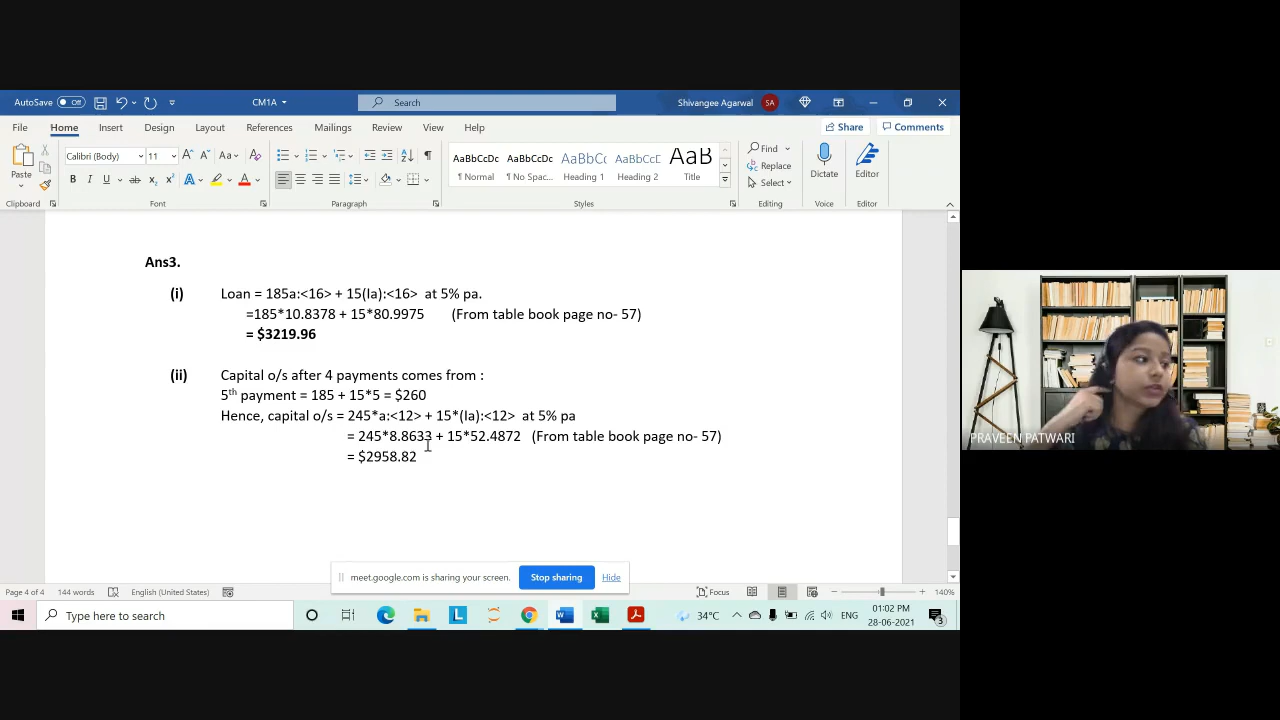 AutoSave Off CM1A Search Shivangee Agarwal SA
File Home Insert Design Layout References Mailings Review View Help Share Comments
Paste
Calibri (Body) 11 Aa
B I U ab x₂ x² A A
AaBbCcDc AaBbCcDc AaBbCc AaBbCcD AaB
¶ Normal ¶ No Spac... Heading 1 Heading 2 Title
Find
Replace
Select
Dictate
Editor
Clipboard Font Paragraph Styles Editing Voice Editor
Ans3.
(i) Loan = 185a:<16> + 15(Ia):<16> at 5% pa.
=185*10.8378 + 15*80.9975 (From table book page no- 57)
= $3219.96
(ii) Capital o/s after 4 payments comes from :
5th payment = 185 + 15*5 = $260
Hence, capital o/s = 245*a:<12> + 15*(Ia):<12> at 5% pa
= 245*8.8633 + 15*52.4872 (From table book page no- 57)
= $2958.82
PRAVEEN PATWARI
meet.google.com is sharing your screen. Stop sharing Hide
Page 4 of 4 144 words English (United States) Focus 140%
Type here to search 34°C ENG 01:02 PM
28-06-2021 3